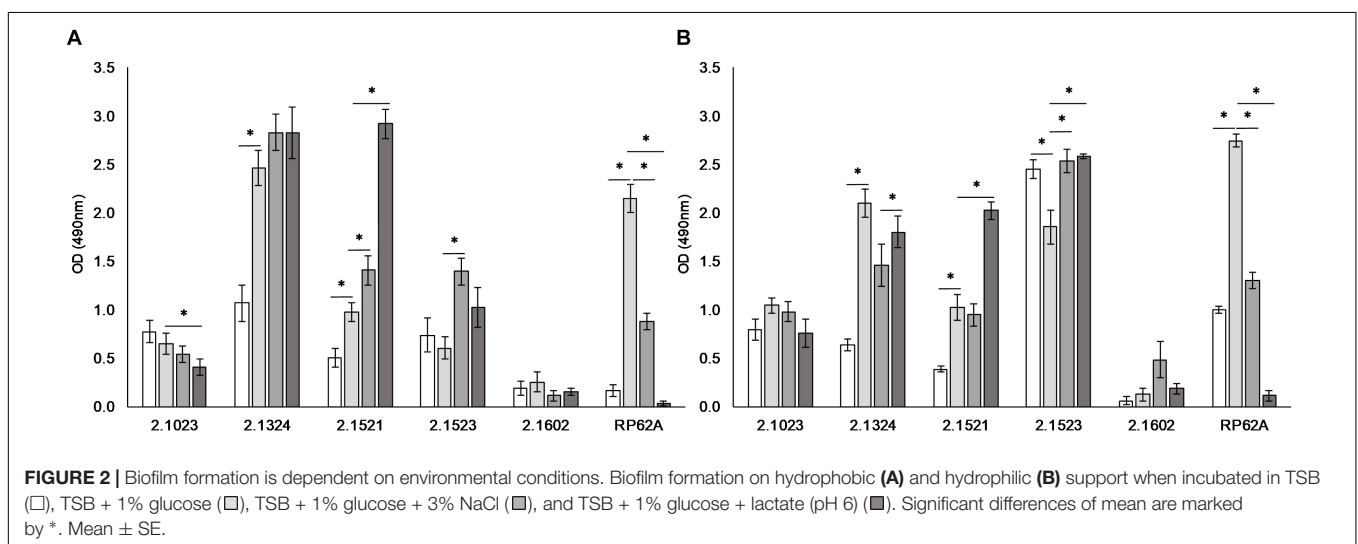 A
3.5
3.0
2.5
2.0
1.5
1.0
0.5
0.0
OD (490nm)
* * * * * * * * *
2.1023 2.1324 2.1521 2.1523 2.1602 RP62A
B
3.5
3.0
2.5
2.0
1.5
1.0
0.5
0.0
OD (490nm)
* * * * * * * * * *
2.1023 2.1324 2.1521 2.1523 2.1602 RP62A
FIGURE 2 | Biofilm formation is dependent on environmental conditions. Biofilm formation on hydrophobic (A) and hydrophilic (B) support when incubated in TSB
(□), TSB + 1% glucose (□), TSB + 1% glucose + 3% NaCl (■), and TSB + 1% glucose + lactate (pH 6) (■). Significant differences of mean are marked
by *. Mean ± SE.